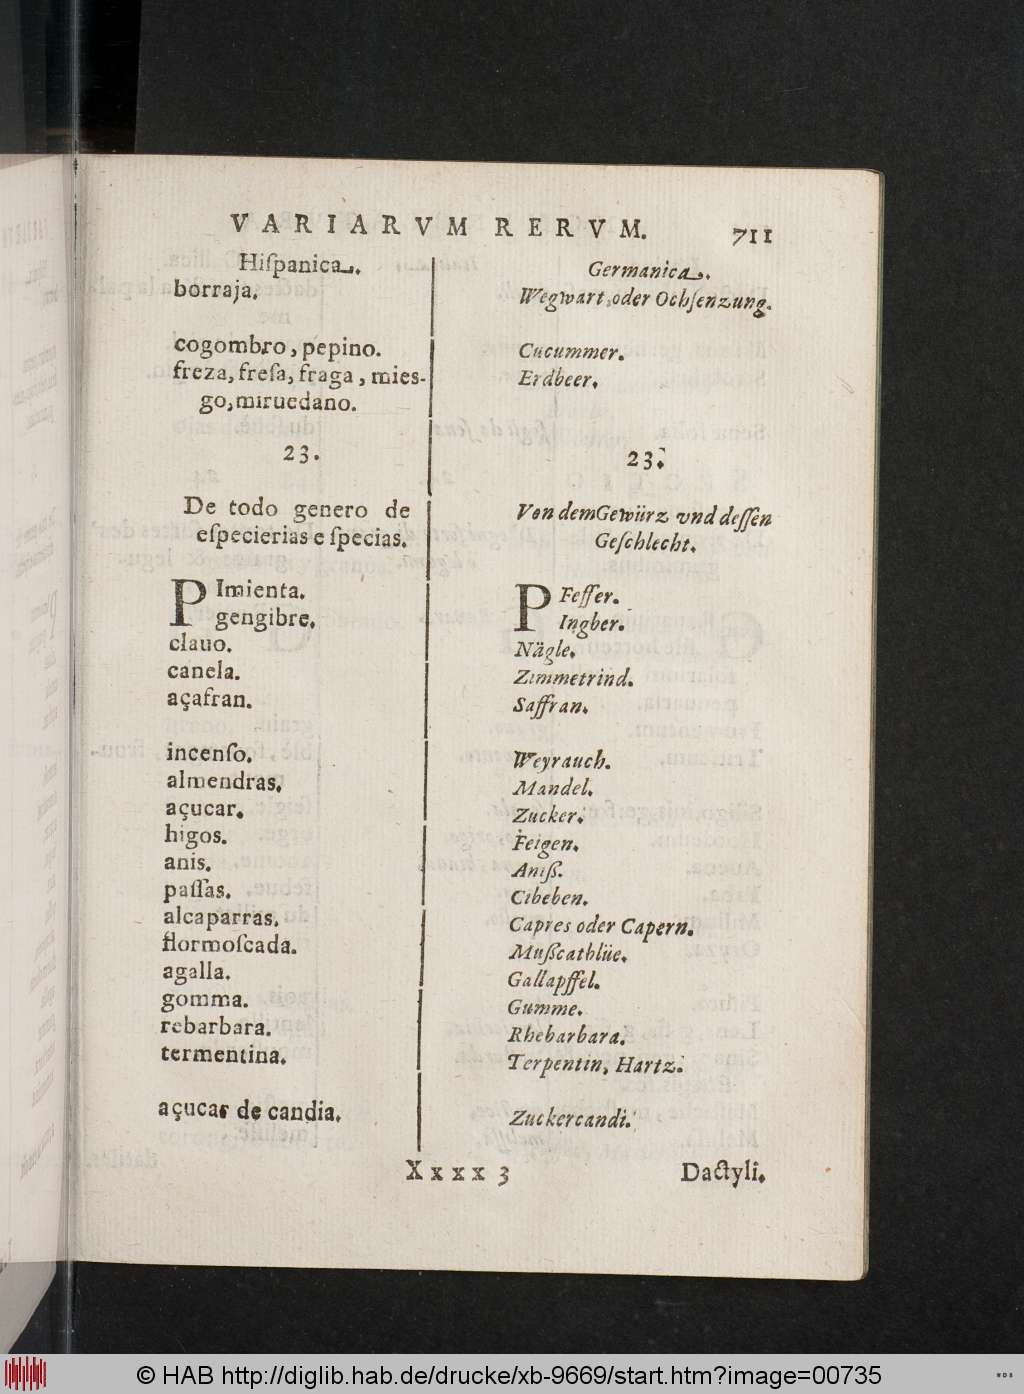 VARIARVM RERVM. 711
Hiſpanica.
borraja.
cogombro, pepino.
freza, freſa, fraga, mieſ-
go, miruedano.
23.
De todo genero de
eſpecierias e ſpecias.
PImienta.
gengibre.
clauo.
canela.
açafran.
incenſo.
almendras.
açucar.
higos.
anis.
paſſas.
alcaparras.
flormoſcada.
agalla.
gomma.
rebarbara.
termentina.
açucar de candia.
Germanica.
Wegwart, oder Ochſenzung.
Cucummer.
Erdbeer.
23.
Von dem Gewürz vnd deſſen
Geſchlecht.
PFeffer.
Ingber.
Nägle.
Zimmetrind.
Saffran.
Weyrauch.
Mandel.
Zucker.
Feigen.
Aniß.
Cibeben.
Capres oder Capern.
Mußcatblüe.
Gallapffel.
Gumme.
Rhebarbara.
Terpentin, Hartz.
Zuckercandi.
Xxxx 3 Dactyli.
© HAB http://diglib.hab.de/drucke/xb-9669/start.htm?image=00735